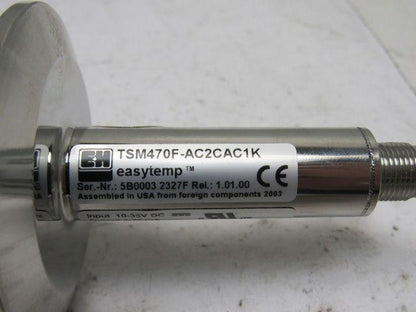 EH TSM470F-AC2CAC1K
easytemp™
Ser.-Nr.: 5B0003 2327F Rel.: 1.01.00 CE
Assembled in USA from foreign components 2003
Input 10-35V DC